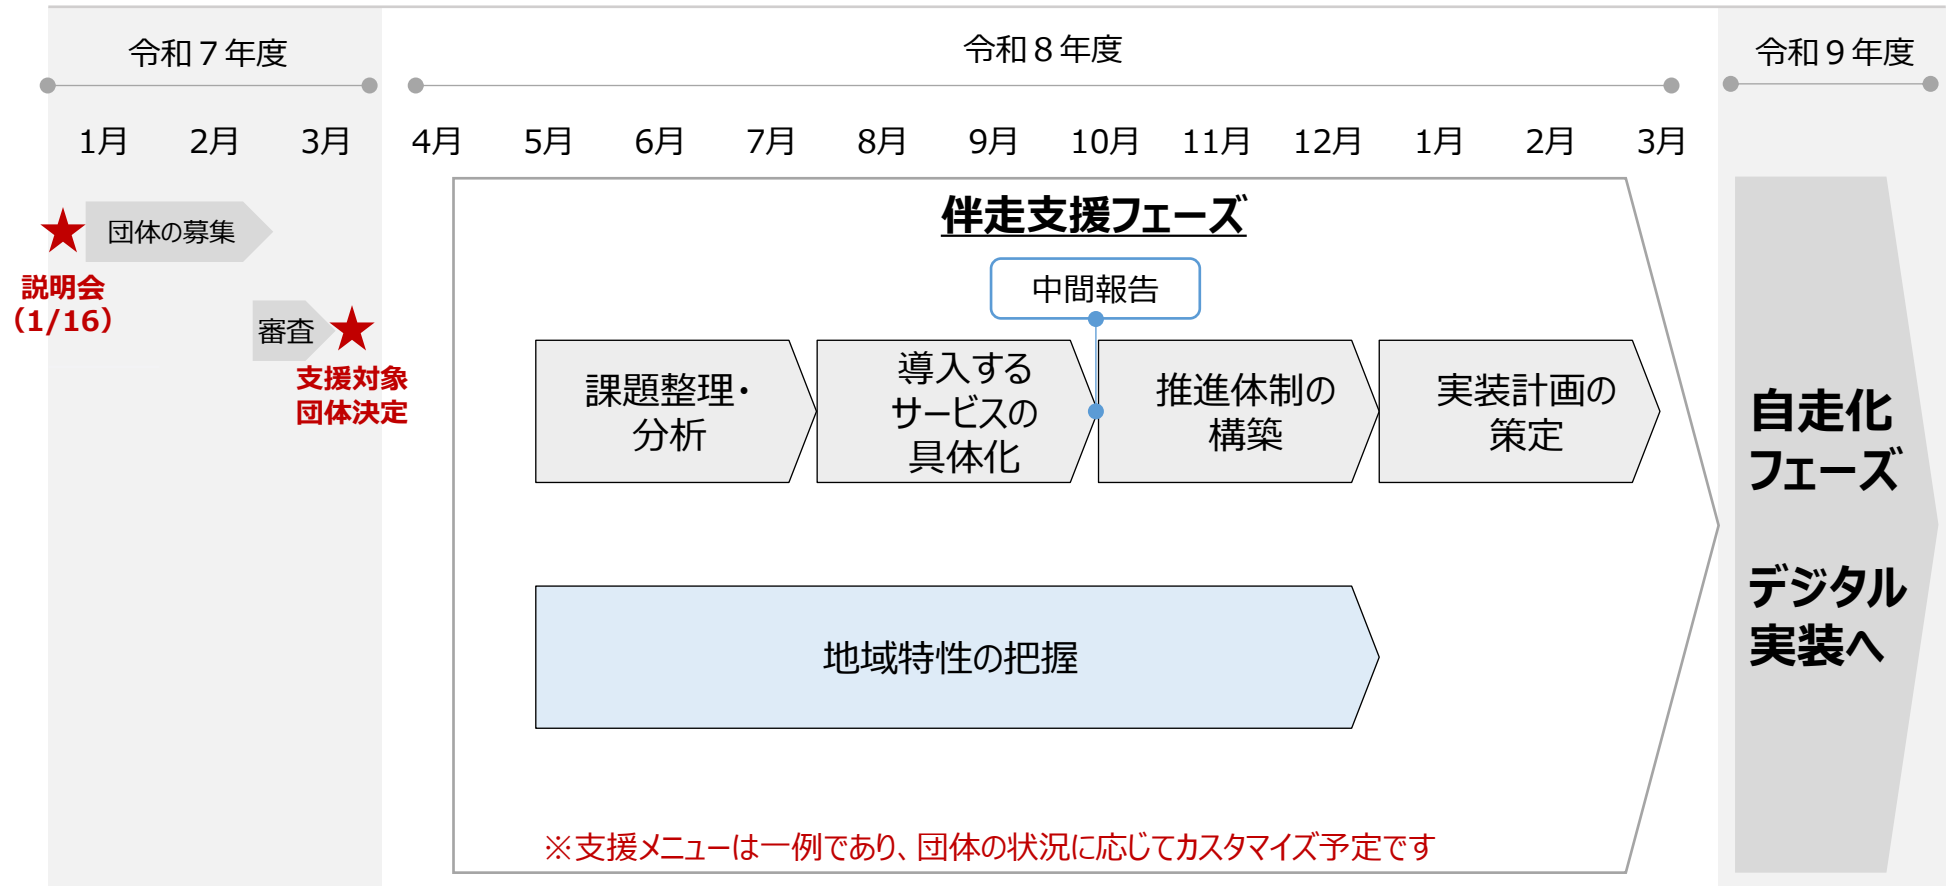 令和７年度
令和８年度
令和９年度
1月 2月 3月 4月 5月 6月 7月 8月 9月 10月 11月 12月 1月 2月 3月
団体の募集
説明会
（1/16）
審査
支援対象
団体決定
伴走支援フェーズ
中間報告
課題整理・
分析
導入する
サービスの
具体化
推進体制の
構築
実装計画の
策定
地域特性の把握
※支援メニューは一例であり、団体の状況に応じてカスタマイズ予定です
自走化
フェーズ
デジタル
実装へ